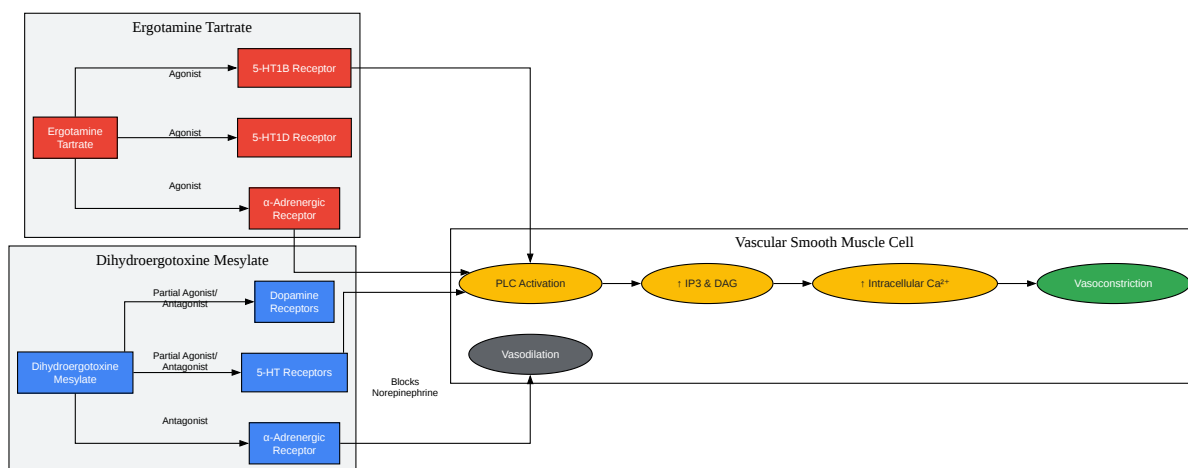 Ergotamine Tartrate
5-HT1B Receptor
Agonist
Ergotamine
Tartrate
Agonist
5-HT1D Receptor
Agonist
α-Adrenergic
Receptor
Dihydroergotoxine Mesylate
Partial Agonist/
Antagonist
Dopamine
Receptors
Dihydroergotoxine
Mesylate
Partial Agonist/
Antagonist
5-HT Receptors
Antagonist
α-Adrenergic
Receptor
Blocks
Norepinephrine
Vascular Smooth Muscle Cell
PLC Activation
↑ IP3 & DAG
↑ Intracellular Ca²⁺
Vasoconstriction
Vasodilation